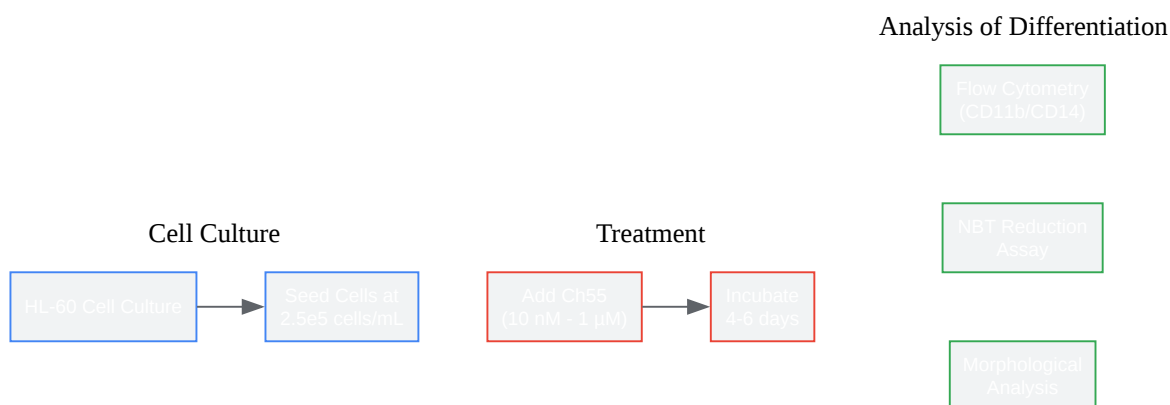 Analysis of Differentiation
Flow Cytometry
(CD11b/CD14)
NBT Reduction
Assay
Morphological
Analysis
Cell Culture
HL-60 Cell Culture
Seed Cells at
2.5e5 cells/mL
Treatment
Add Ch55
(10 nM - 1 µM)
Incubate
4-6 days